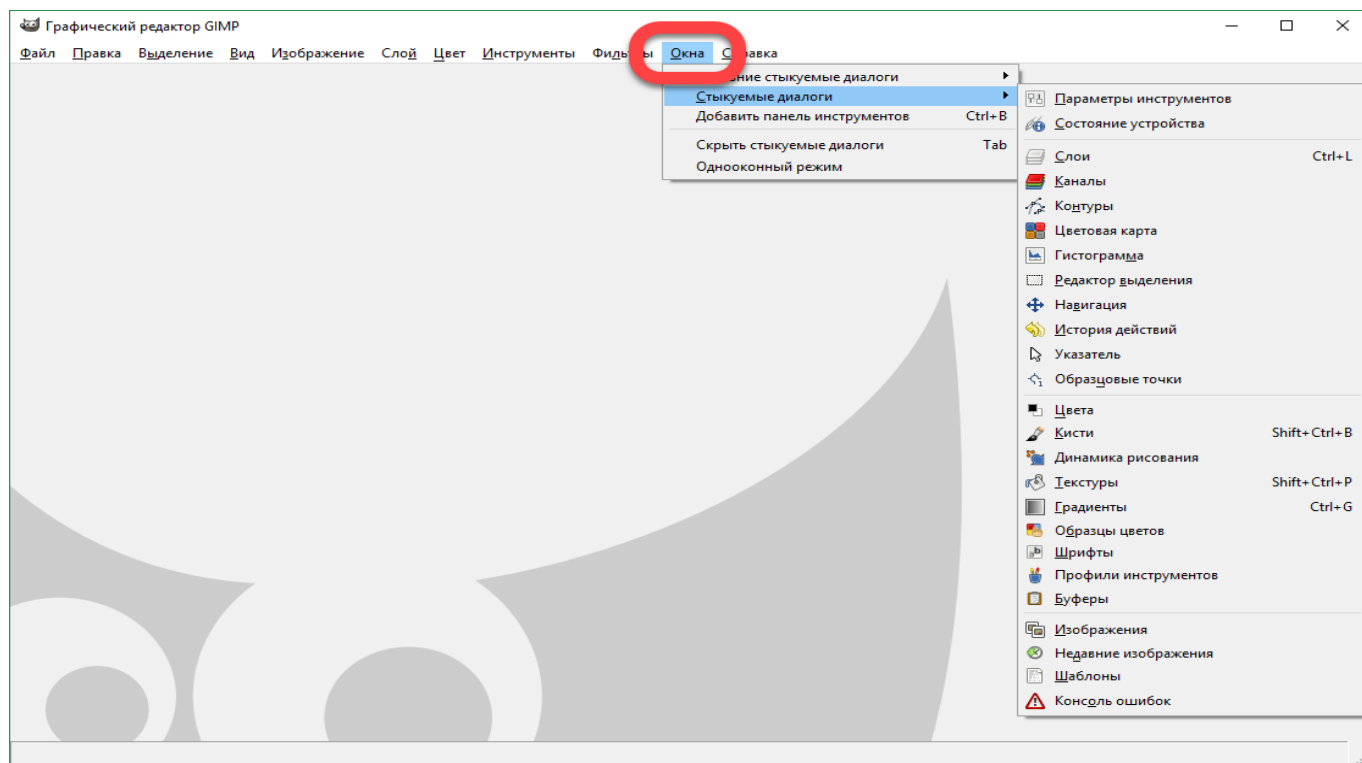 Графический редактор GIMP
Файл Правка Выделение Вид Изображение Слой Цвет Инструменты Окна
стыкуемые диалоги
Стыкуемые диалоги
Добавить панель инструментов Ctrl+B
Скрыть стыкуемые диалоги Tab
Однооконный режим
Параметры инструментов
Состояние устройства
Слои Ctrl+L
Каналы
Контуры
Цветовая карта
Гистограмма
Редактор выделения
Навигация
История действий
Указатель
Образцовые точки
Цвета
Кисти Shift+Ctrl+B
Динамика рисования
Текстуры Shift+Ctrl+P
Градиенты Ctrl+G
Образцы цветов
Шрифты
Профили инструментов
Буферы
Изображения
Недавние изображения
Шаблоны
Консоль ошибок